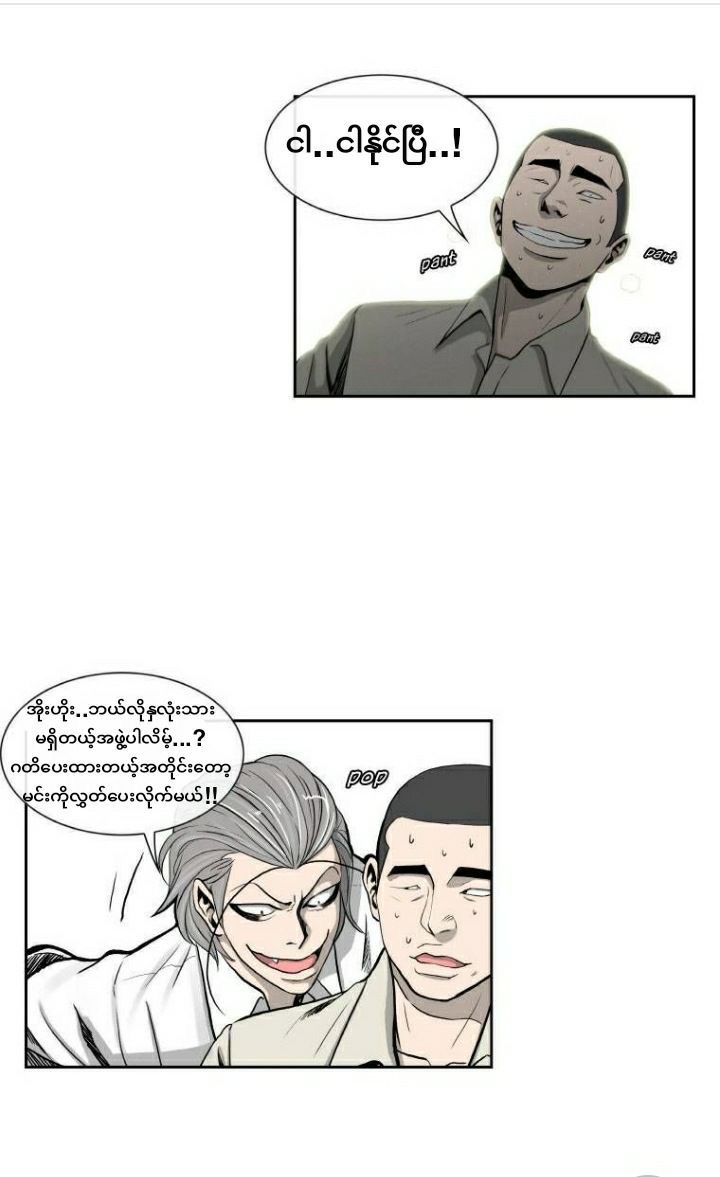 ငါ..ငါနိုင်ပြီ..!
pant
pant
pant
အိုးဟိုး..ဘယ်လိုနှလုံးသား
မရှိတယ့်အဖွဲ့ပါလိမ့်...?
ဂတိပေးထားတယ့်အတိုင်းတော့
မင်းကိုလွှတ်ပေးလိုက်မယ်!!
pop